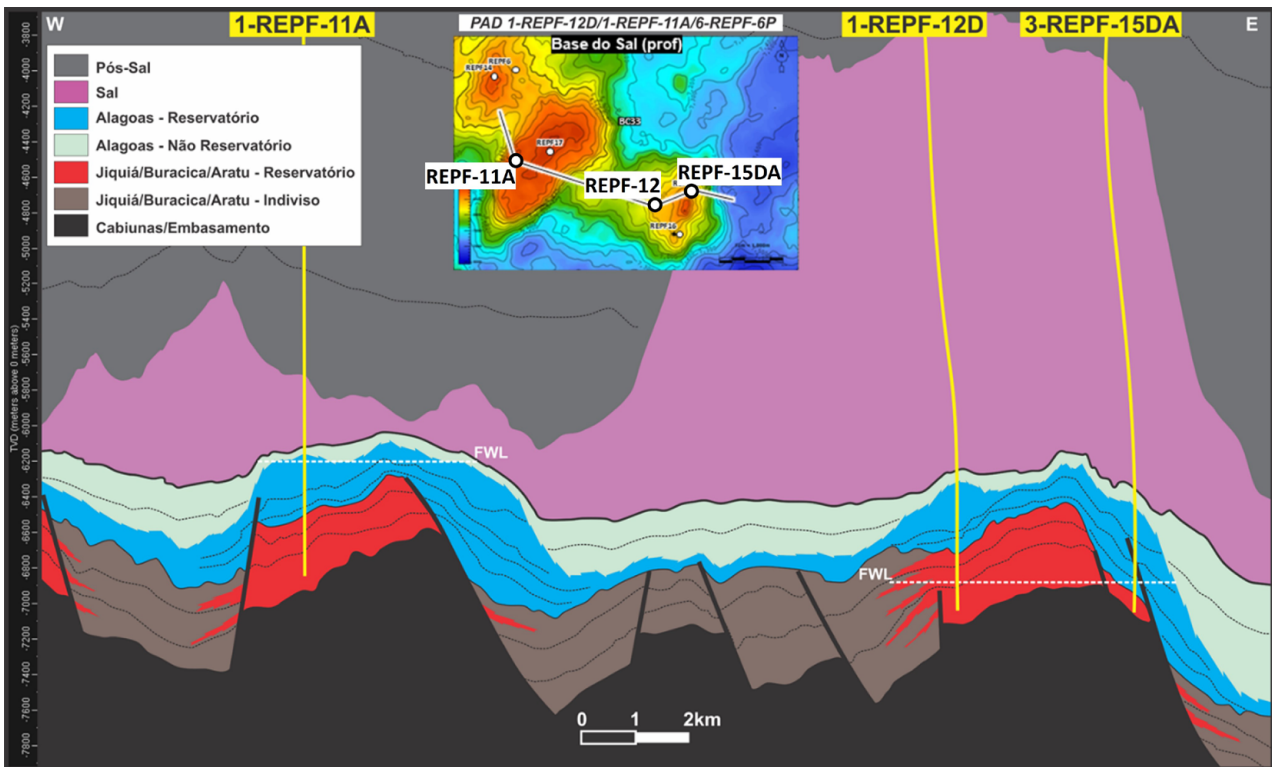 W
1-REPF-11A
PAD 1-REPF-12D/1-REPF-11A/6-REPF-6P
1-REPF-12D
3-REPF-15DA
E
Pós-Sal
Sal
Alagoas - Reservatório
Alagoas - Não Reservatório
Jiquiá/Buracica/Aratu - Reservatório
Jiquiá/Buracica/Aratu - Indiviso
Cabiunas/Embasamento
Base do Sal (prof)
REPF6
REPF14
BC33
REPF17
REPF-11A
REPF-12
REPF-15DA
REPF16
TVD (meters above 0 meters)
-3800
-4000
-4200
-4400
-4600
-4800
-5000
-5200
-5400
-5600
-5800
-6000
-6200
-6400
-6600
-6800
-7000
-7200
-7400
-7600
-7800
FWL
FWL
0 1 2km